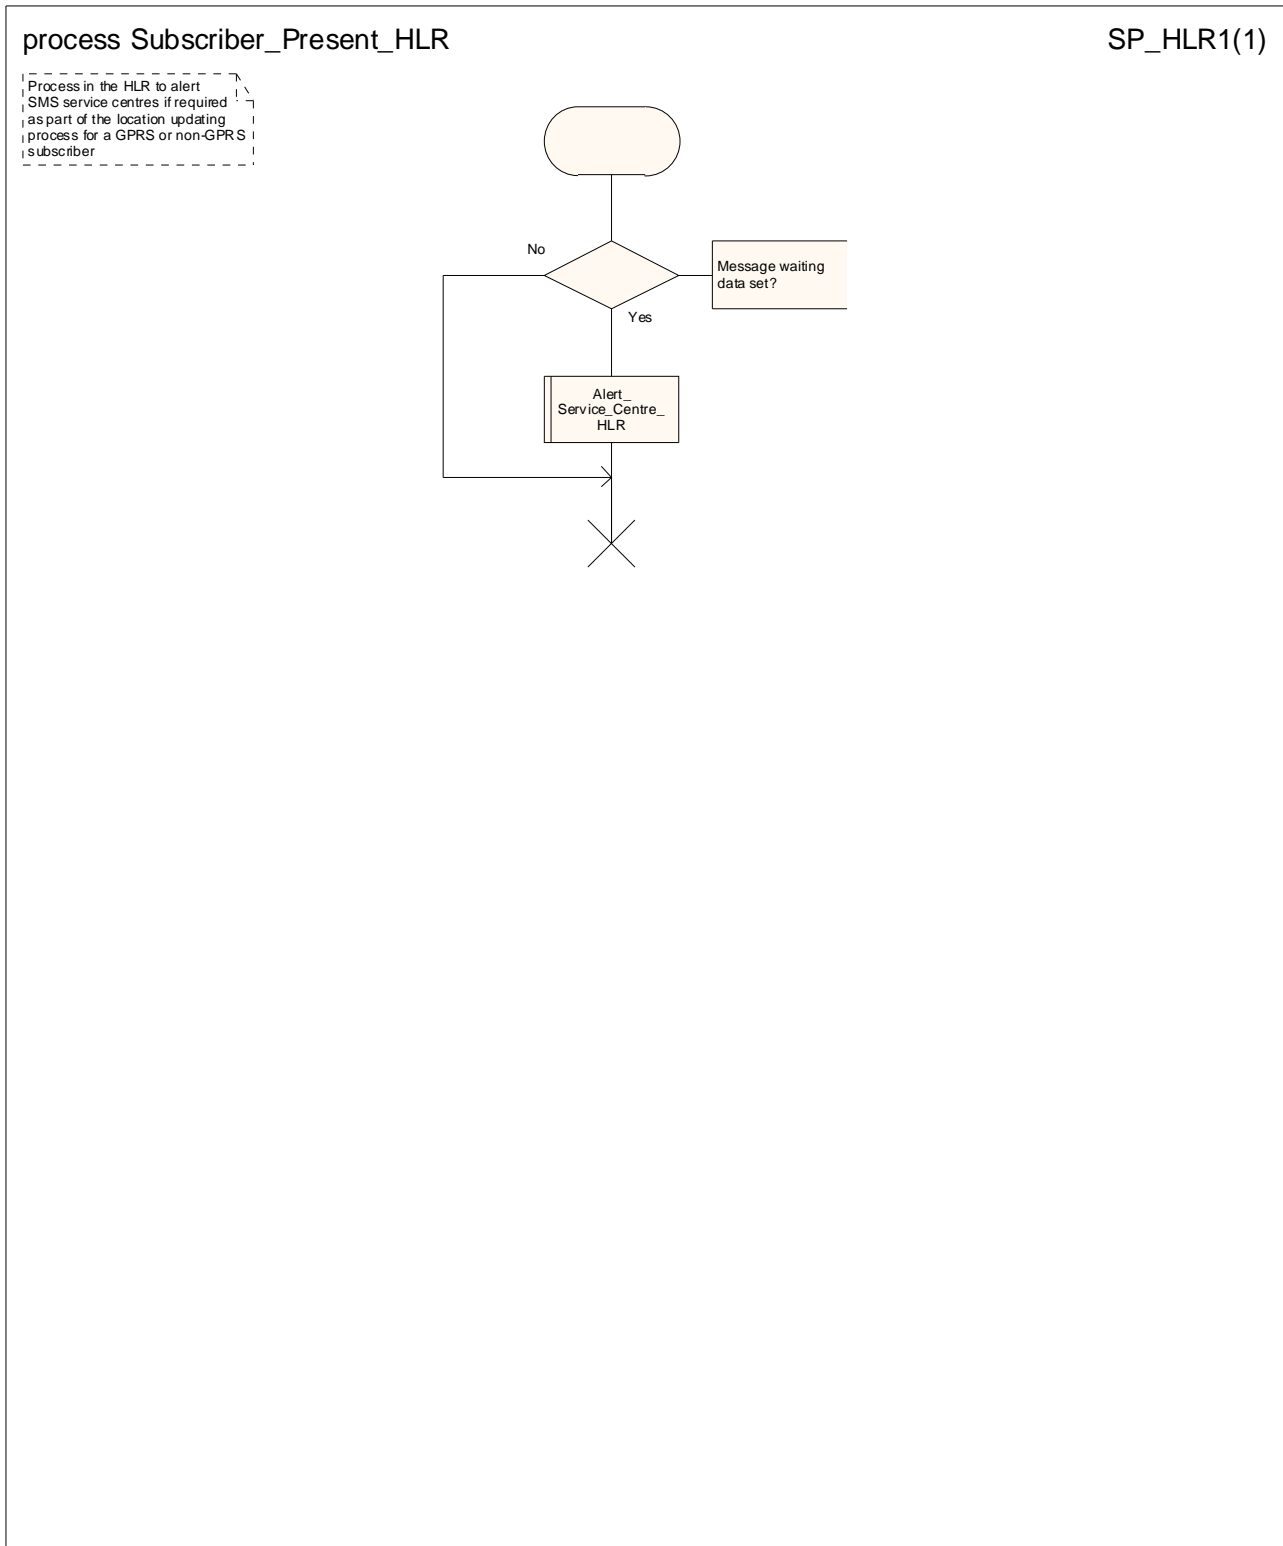 process Subscriber_Present_HLR
SP_HLR1(1)
Process in the HLR to alert
SMS service centres if required
as part of the location updating
process for a GPRS or non-GPRS
subscriber
No
Message waiting
data set?
Yes
Alert_
Service_Centre_
HLR